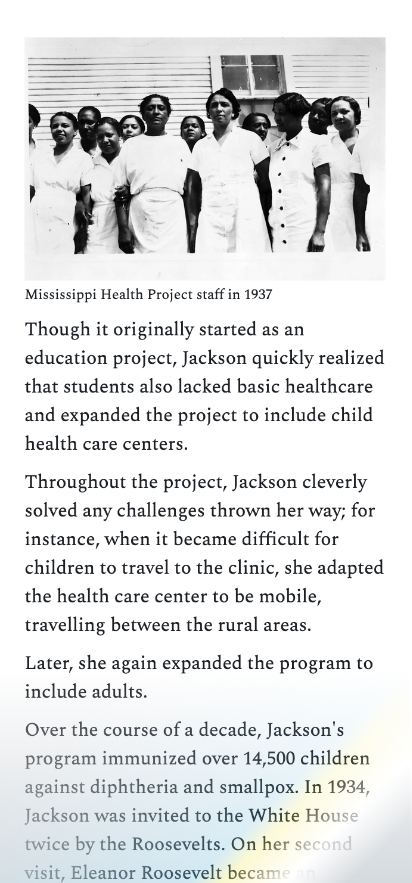 Mississippi Health Project staff in 1937
Though it originally started as an
education project, Jackson quickly realized
that students also lacked basic healthcare
and expanded the project to include child
health care centers.
Throughout the project, Jackson cleverly
solved any challenges thrown her way; for
instance, when it became difficult for
children to travel to the clinic, she adapted
the health care center to be mobile,
travelling between the rural areas.
Later, she again expanded the program to
include adults.
Over the course of a decade, Jackson's
program immunized over 14,500 children
against diphtheria and smallpox. In 1934,
Jackson was invited to the White House
twice by the Roosevelts. On her second
visit, Eleanor Roosevelt became an